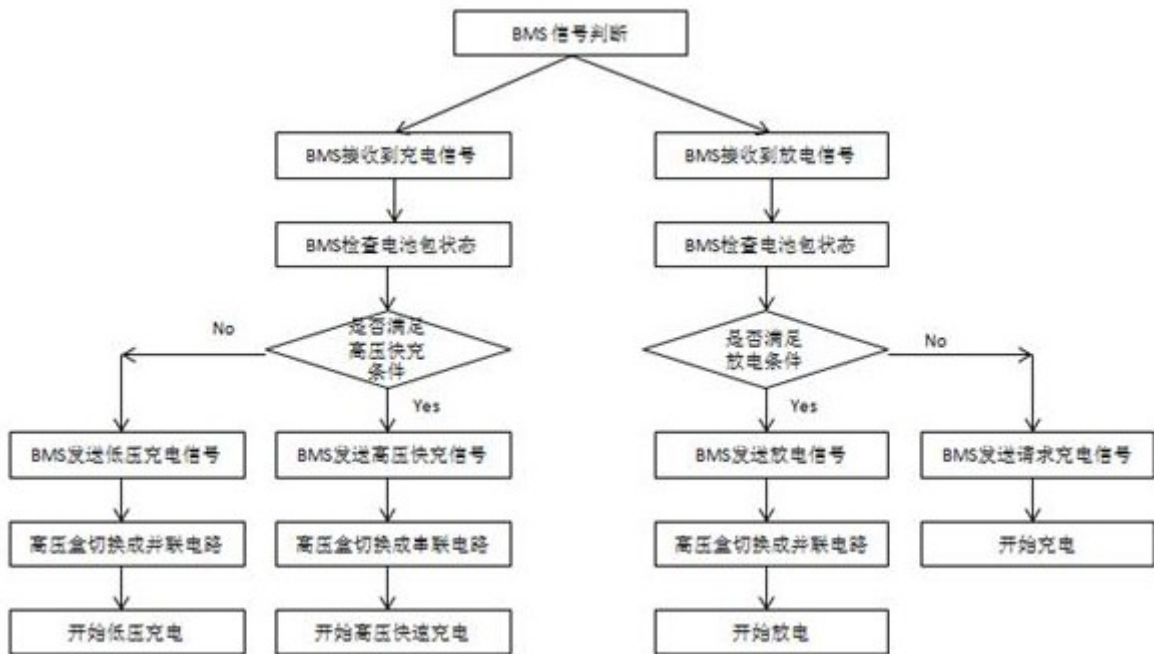 BMS 信号判断
BMS接收到充电信号
BMS接收到放电信号
BMS检查电池包状态
BMS检查电池包状态
No
是否满足
高压快充
条件
是否满足
放电条件
No
Yes
Yes
BMS发送低压充电信号
BMS发送高压快充信号
BMS发送放电信号
BMS发送请求充电信号
高压盒切换成并联电路
高压盒切换成串联电路
高压盒切换成并联电路
开始充电
开始低压充电
开始高压快速充电
开始放电